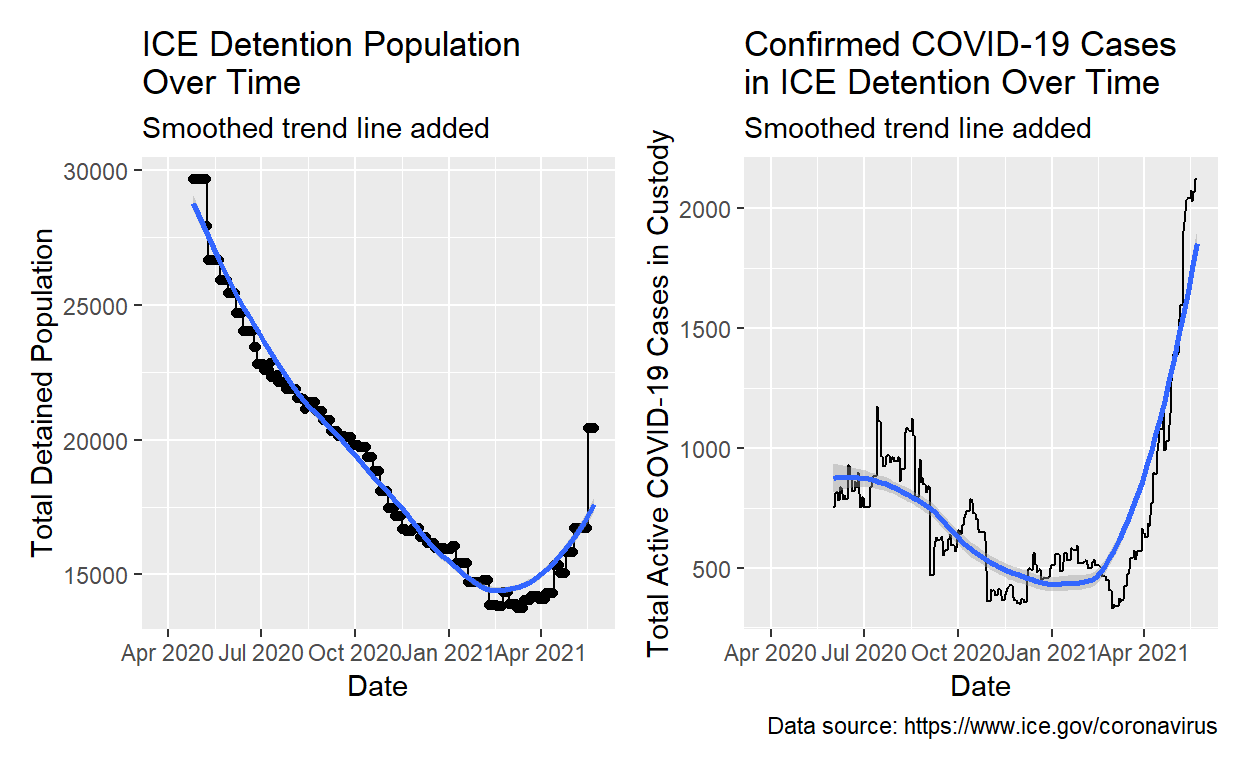 ICE Detention Population
Over Time
Smoothed trend line added
Total Detained Population
30000
25000
20000
15000
Apr 2020 Jul 2020 Oct 2020 Jan 2021 Apr 2021
Date
Confirmed COVID-19 Cases
in ICE Detention Over Time
Smoothed trend line added
Total Active COVID-19 Cases in Custody
2000
1500
1000
500
Apr 2020 Jul 2020 Oct 2020 Jan 2021 Apr 2021
Date
Data source: https://www.ice.gov/coronavirus